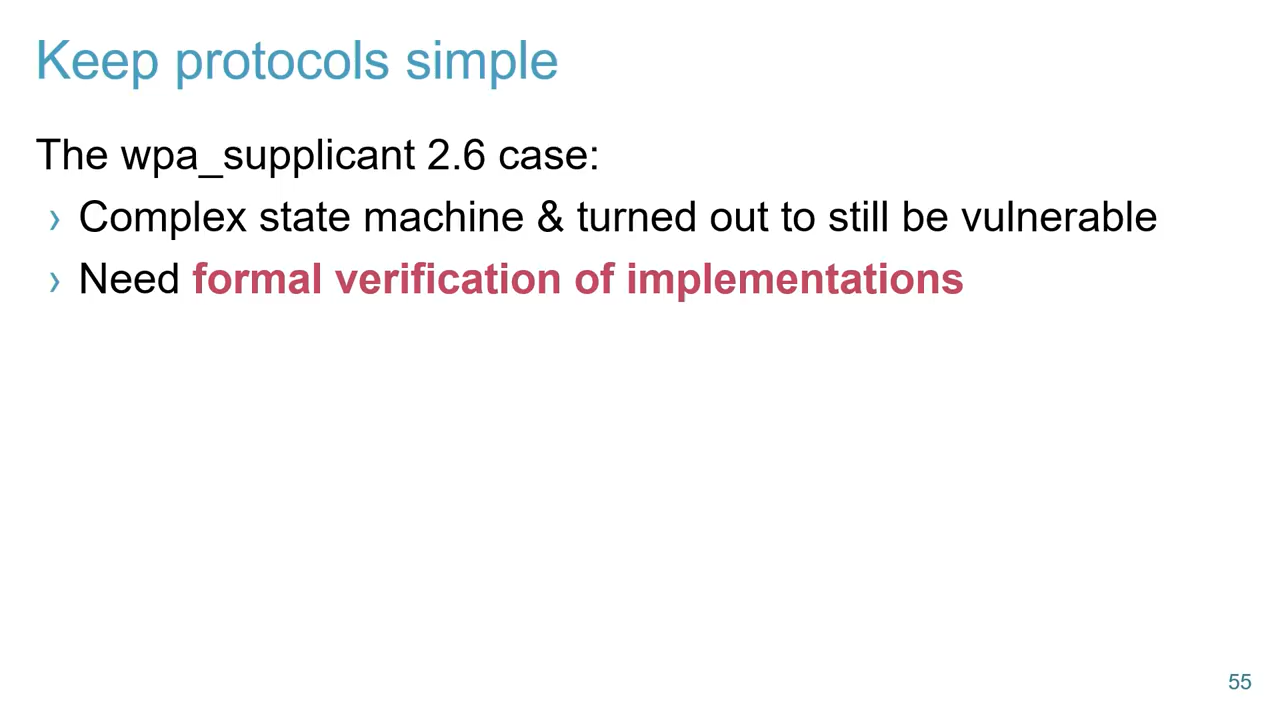 Keep protocols simple
The wpa_supplicant 2.6 case:
› Complex state machine & turned out to still be vulnerable
› Need formal verification of implementations
55